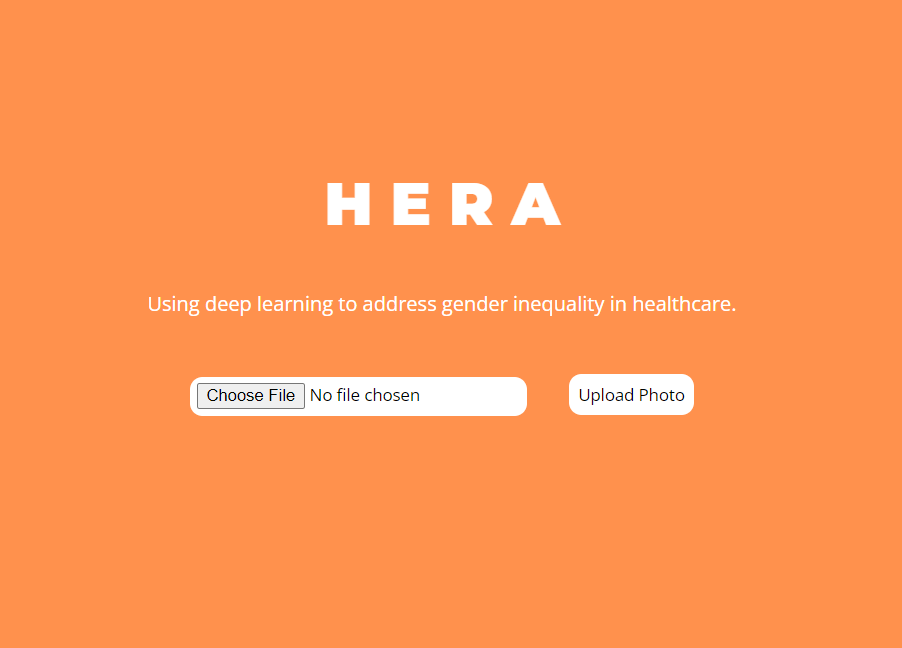 HERA
Using deep learning to address gender inequality in healthcare.
Choose File No file chosen Upload Photo